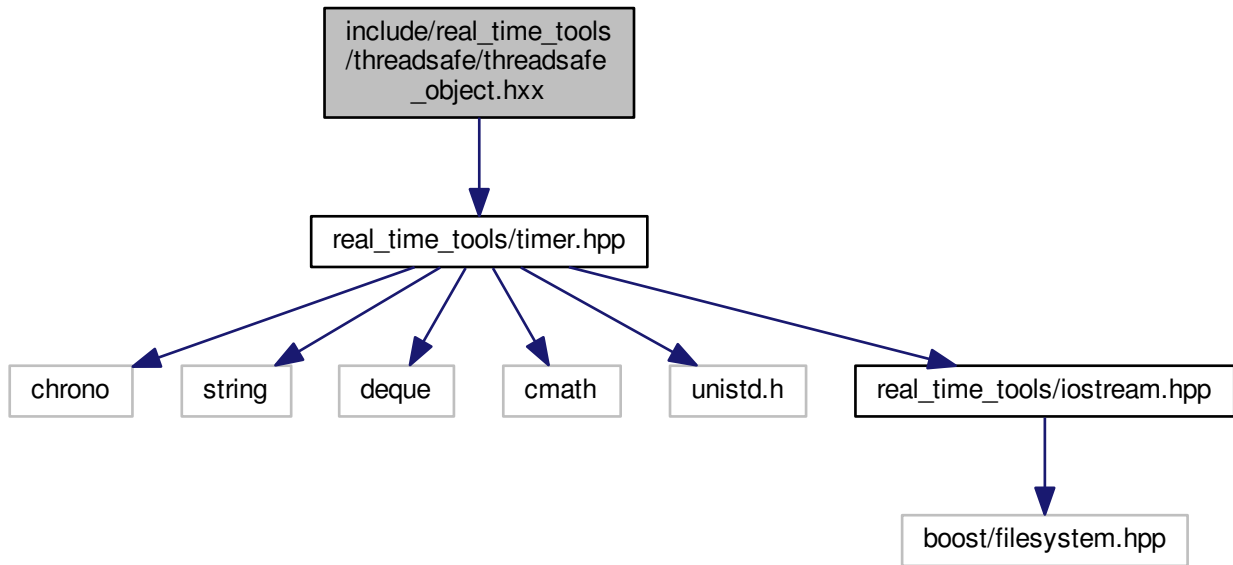 include/real_time_tools
/threadsafe/threadsafe
_object.hxx
real_time_tools/timer.hpp
chrono
string
deque
cmath
unistd.h
real_time_tools/iostream.hpp
boost/filesystem.hpp